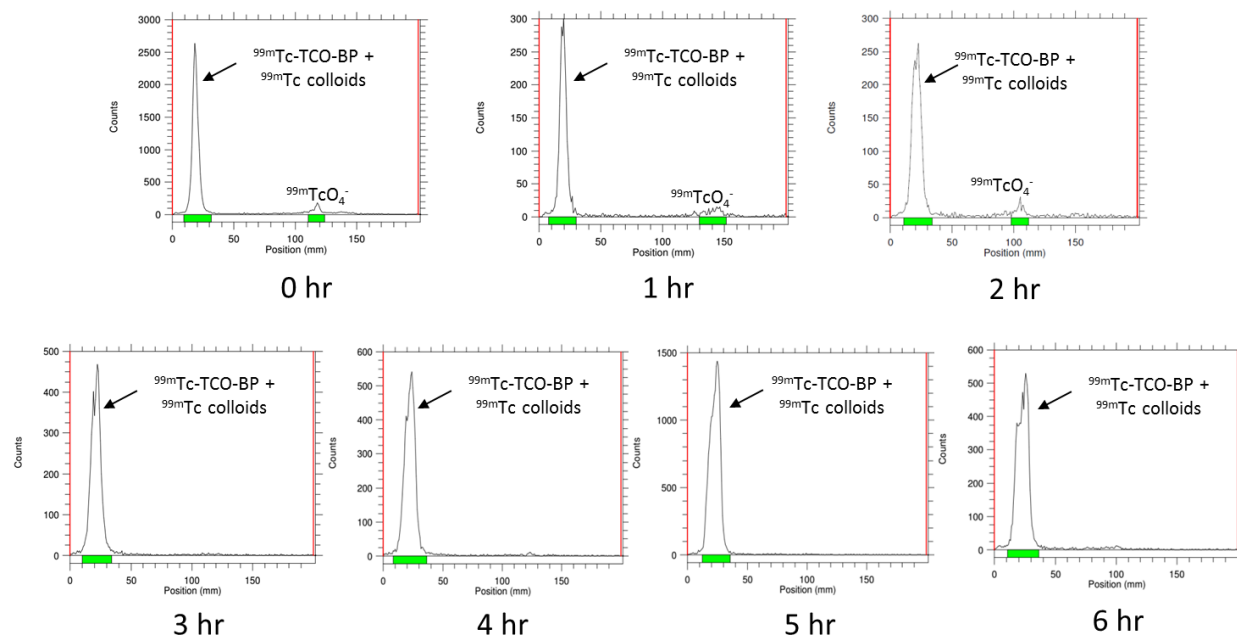 3000
2500
2000
1500
1000
500
0
Counts
⁹⁹ᵐTc-TCO-BP +
⁹⁹ᵐTc colloids
⁹⁹ᵐTcO₄⁻
0 50 100 150
Position (mm)
0 hr
300
250
200
150
100
50
0
Counts
⁹⁹ᵐTc-TCO-BP +
⁹⁹ᵐTc colloids
⁹⁹ᵐTcO₄⁻
0 50 100 150
Position (mm)
1 hr
300
250
200
150
100
50
0
Counts
⁹⁹ᵐTc-TCO-BP +
⁹⁹ᵐTc colloids
⁹⁹ᵐTcO₄⁻
0 50 100 150
Position (mm)
2 hr
500
400
300
200
100
0
Counts
⁹⁹ᵐTc-TCO-BP +
⁹⁹ᵐTc colloids
0 50 100 150
Position (mm)
3 hr
600
500
400
300
200
100
0
Counts
⁹⁹ᵐTc-TCO-BP +
⁹⁹ᵐTc colloids
0 50 100 150
Position (mm)
4 hr
1500
1000
500
0
Counts
⁹⁹ᵐTc-TCO-BP +
⁹⁹ᵐTc colloids
0 50 100 150
Position (mm)
5 hr
600
500
400
300
200
100
0
Counts
⁹⁹ᵐTc-TCO-BP +
⁹⁹ᵐTc colloids
0 50 100 150
Position (mm)
6 hr